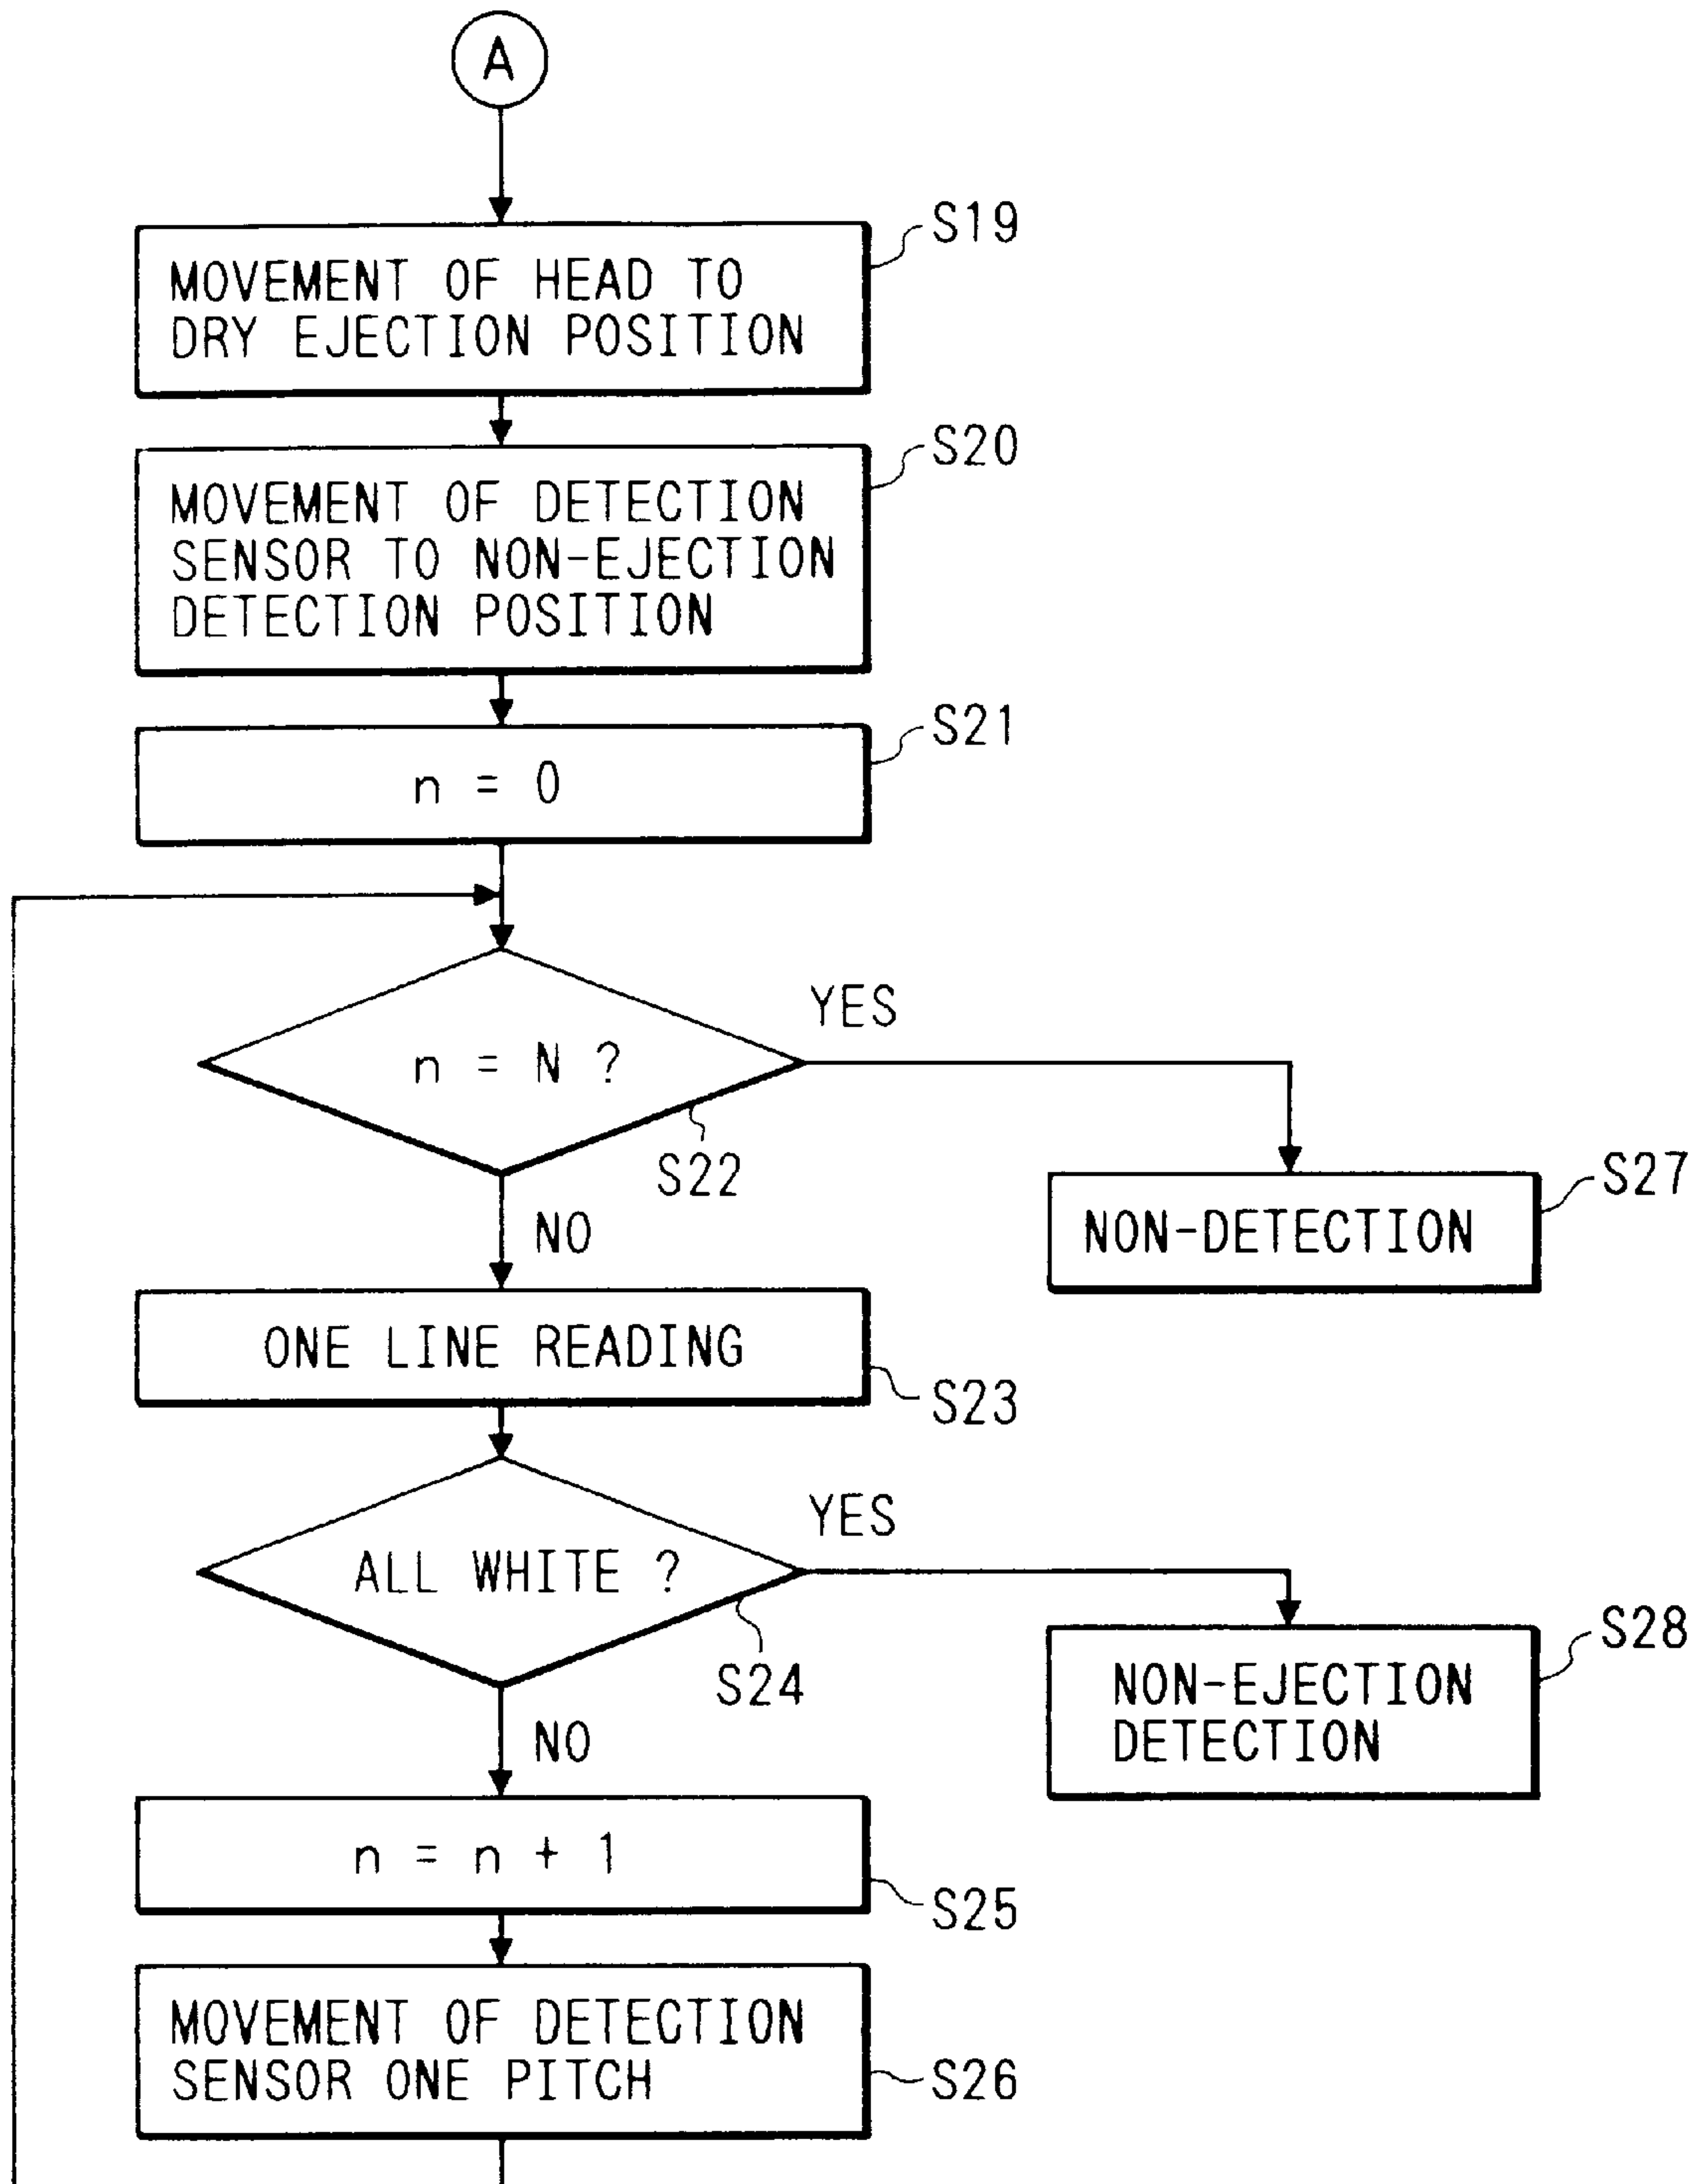 A
S19
MOVEMENT OF HEAD TO
DRY EJECTION POSITION
S20
MOVEMENT OF DETECTION
SENSOR TO NON-EJECTION
DETECTION POSITION
S21
n = 0
YES
n = N ?
S22
S27
NO
NON-DETECTION
ONE LINE READING
S23
YES
ALL WHITE ?
S28
S24
NON-EJECTION
DETECTION
NO
n = n + 1
S25
MOVEMENT OF DETECTION
SENSOR ONE PITCH
S26